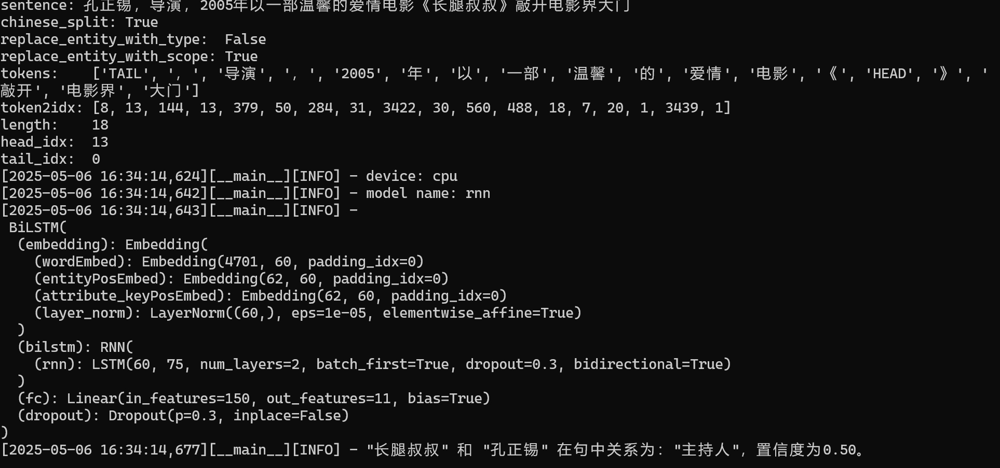 sentence: 孔正锡，导演，2005年以一部温馨的爱情电影《长腿叔叔》敲开电影界大门
chinese_split: True
replace_entity_with_type:  False
replace_entity_with_scope: True
tokens:    ['TAIL', '，', '导演', '，', '2005', '年', '以', '一部', '温馨', '的', '爱情', '电影', '《', 'HEAD', '》', '
敲开', '电影界', '大门']
token2idx: [8, 13, 144, 13, 379, 50, 284, 31, 3422, 30, 560, 488, 18, 7, 20, 1, 3439, 1]
length:    18
head_idx:  13
tail_idx:  0
[2025-05-06 16:34:14,624][__main__][INFO] - device: cpu
[2025-05-06 16:34:14,642][__main__][INFO] - model name: rnn
[2025-05-06 16:34:14,643][__main__][INFO] -
 BiLSTM(
  (embedding): Embedding(
    (wordEmbed): Embedding(4701, 60, padding_idx=0)
    (entityPosEmbed): Embedding(62, 60, padding_idx=0)
    (attribute_keyPosEmbed): Embedding(62, 60, padding_idx=0)
    (layer_norm): LayerNorm((60,), eps=1e-05, elementwise_affine=True)
  )
  (bilstm): RNN(
    (rnn): LSTM(60, 75, num_layers=2, batch_first=True, dropout=0.3, bidirectional=True)
  )
  (fc): Linear(in_features=150, out_features=11, bias=True)
  (dropout): Dropout(p=0.3, inplace=False)
)
[2025-05-06 16:34:14,677][__main__][INFO] - "长腿叔叔" 和 "孔正锡" 在句中关系为："主持人"，置信度为0.50。